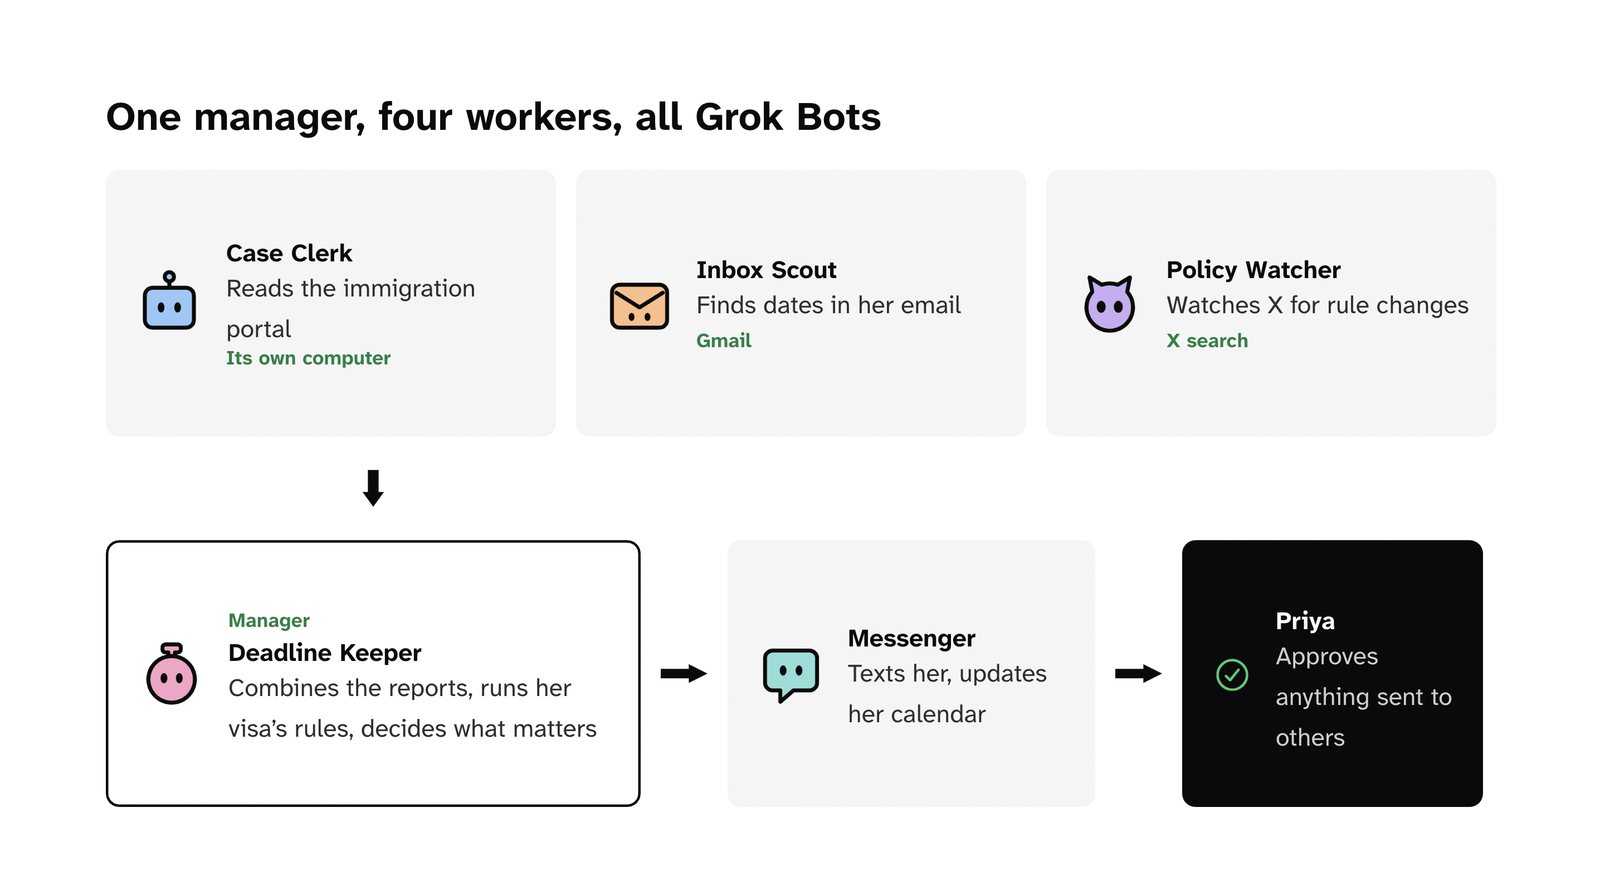 One manager, four workers, all Grok Bots
Case Clerk
Reads the immigration
portal
Its own computer
Inbox Scout
Finds dates in her email
Gmail
Policy Watcher
Watches X for rule changes
X search
Manager
Deadline Keeper
Combines the reports, runs her
visa’s rules, decides what matters
Messenger
Texts her, updates
her calendar
Priya
Approves
anything sent to
others